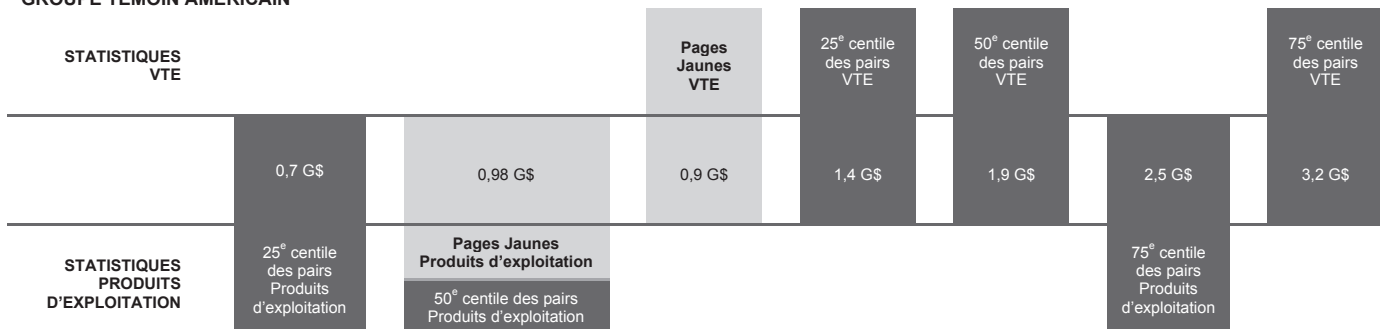 GROUPE TÉMOIN AMÉRICAIN
STATISTIQUES
VTE
Pages
Jaunes
VTE
25e centile
des pairs
VTE
50e centile
des pairs
VTE
75e centile
des pairs
VTE
0,7 G$
0,98 G$
0,9 G$
1,4 G$
1,9 G$
2,5 G$
3,2 G$
STATISTIQUES
PRODUITS
D'EXPLOITATION
25e centile
des pairs
Produits
d'exploitation
Pages Jaunes
Produits d'exploitation
50e centile des pairs
Produits d'exploitation
75e centile
des pairs
Produits
d'exploitation